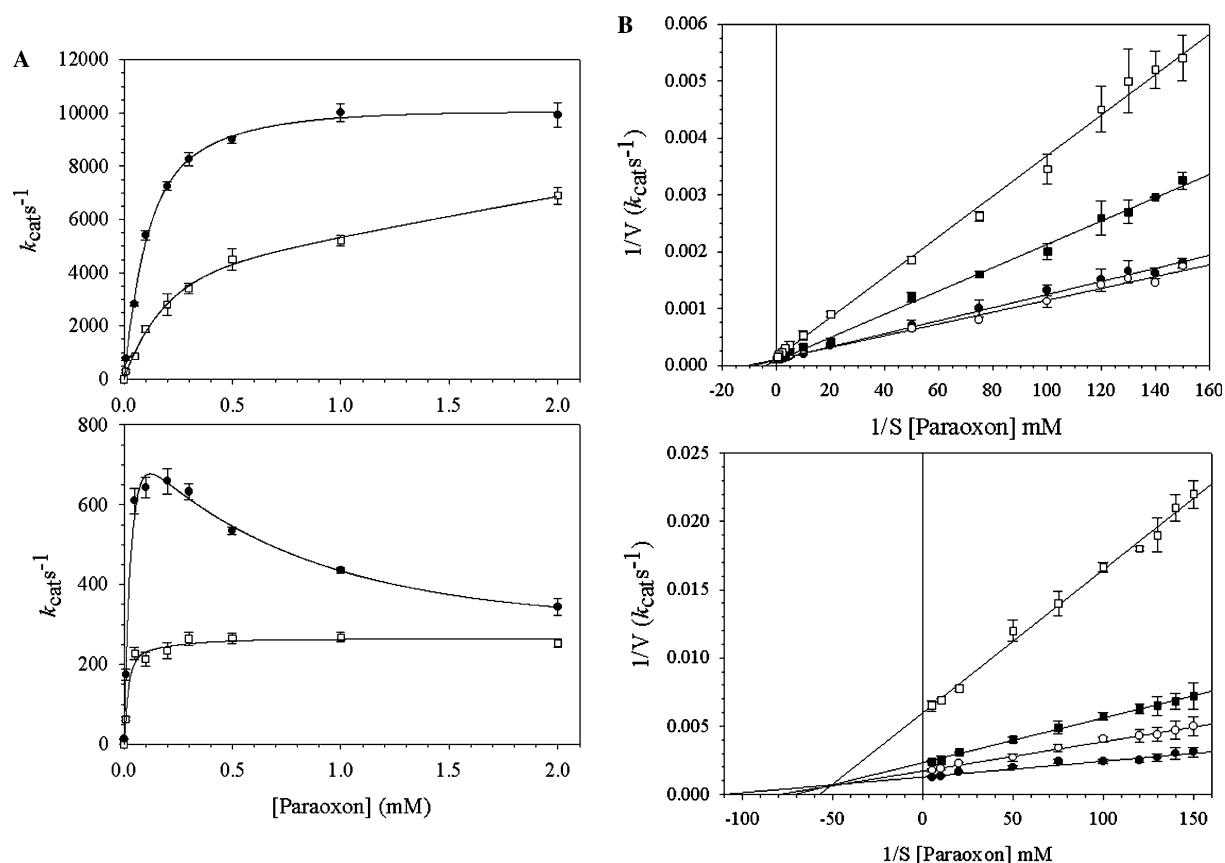 A
12000
10000
8000
6000
4000
2000
0
kcats-1
0.0 0.5 1.0 1.5 2.0
800
600
400
200
0
kcats-1
0.0 0.5 1.0 1.5 2.0
[Paraoxon] (mM)
B
0.006
0.005
0.004
0.003
0.002
0.001
0.000
1/V (kcats-1)
-20 0 20 40 60 80 100 120 140 160
1/S [Paraoxon] mM
0.025
0.020
0.015
0.010
0.005
0.000
1/V (kcats-1)
-100 -50 0 50 100 150
1/S [Paraoxon] mM